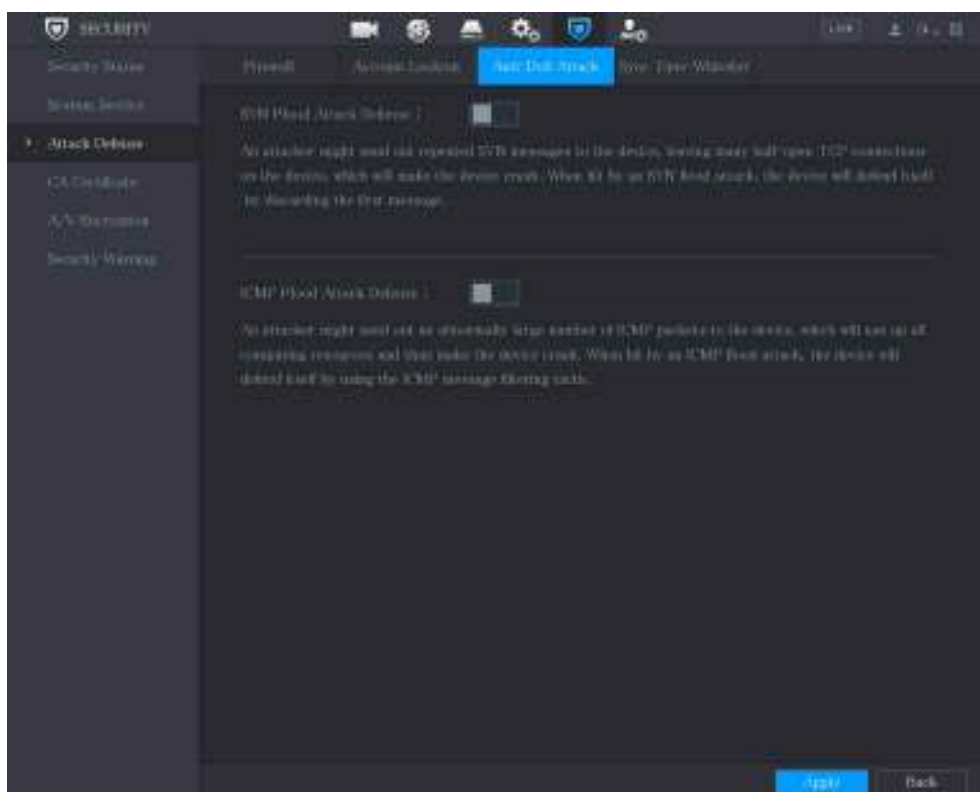 SECURITY
LIVE
Security Status
System Service
Attack Defense
CA Certificate
A/V Encryption
Security Warning
Firewall
Account Lockout
Anti-DoS Attack
Sync Time-Whitelist
SYN Flood Attack Defense :
An attacker might send out repeated SYN messages to the device, leaving many half-open TCP connections
on the device, which will make the device crash. When hit by an SYN flood attack, the device will defend itself
by discarding the first message.
ICMP Flood Attack Defense :
An attacker might send out an abnormally large number of ICMP packets to the device, which will use up all
computing resources and thus make the device crash. When hit by an ICMP flood attack, the device will
defend itself by using the ICMP message filtering tactic.
Apply
Back